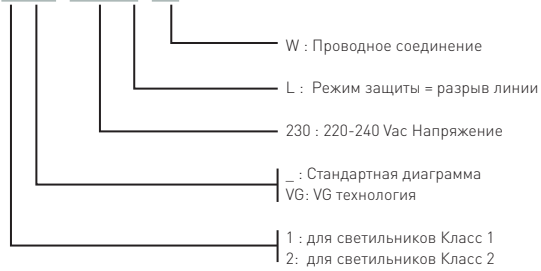 W : Проводное соединение
L :  Режим защиты = разрыв линии
230 : 220-240 Vac Напряжение
_ : Стандартная диаграмма
VG: VG технология
1 : для светильников Класс 1
2:  для светильников Класс 2